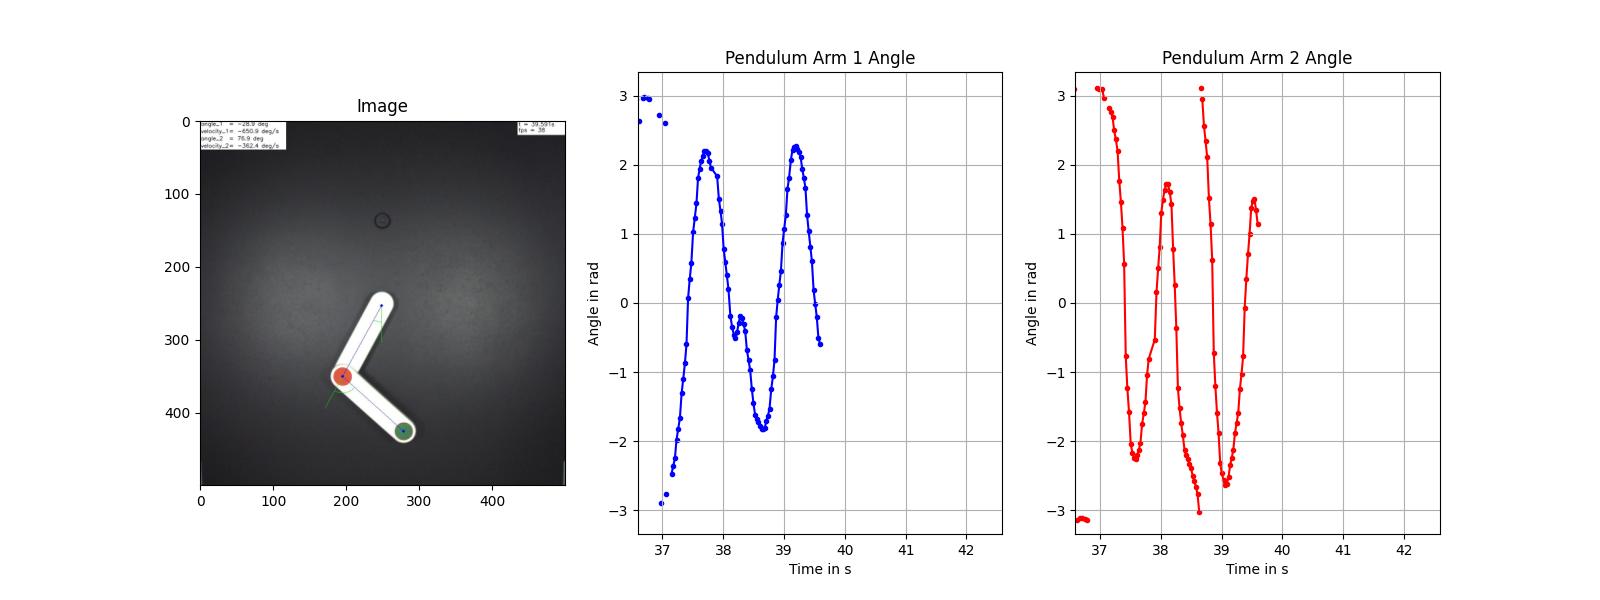 Image
angle_1 = -28.9 deg
velocity_1= -650.9 deg/s
angle_2 = 76.9 deg
velocity_2= -362.4 deg/s
t = 39.591s
fps = 38
0
100
200
300
400
0 100 200 300 400
Pendulum Arm 1 Angle
Angle in rad
3
2
1
0
−1
−2
−3
37 38 39 40 41 42
Time in s
Pendulum Arm 2 Angle
Angle in rad
3
2
1
0
−1
−2
−3
37 38 39 40 41 42
Time in s